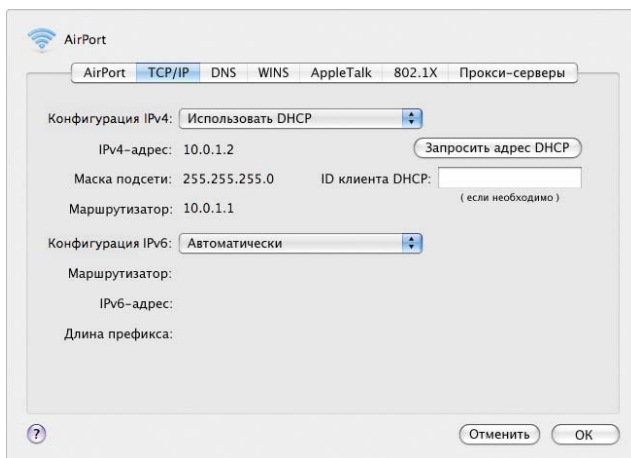 AirPort
AirPort TCP/IP DNS WINS AppleTalk 802.1X Прокси-серверы
Конфигурация IPv4: Использовать DHCP
IPv4-адрес: 10.0.1.2 Запросить адрес DHCP
Маска подсети: 255.255.255.0 ID клиента DHCP:
( если необходимо )
Маршрутизатор: 10.0.1.1
Конфигурация IPv6: Автоматически
Маршрутизатор:
IPv6-адрес:
Длина префикса:
? Отменить OK